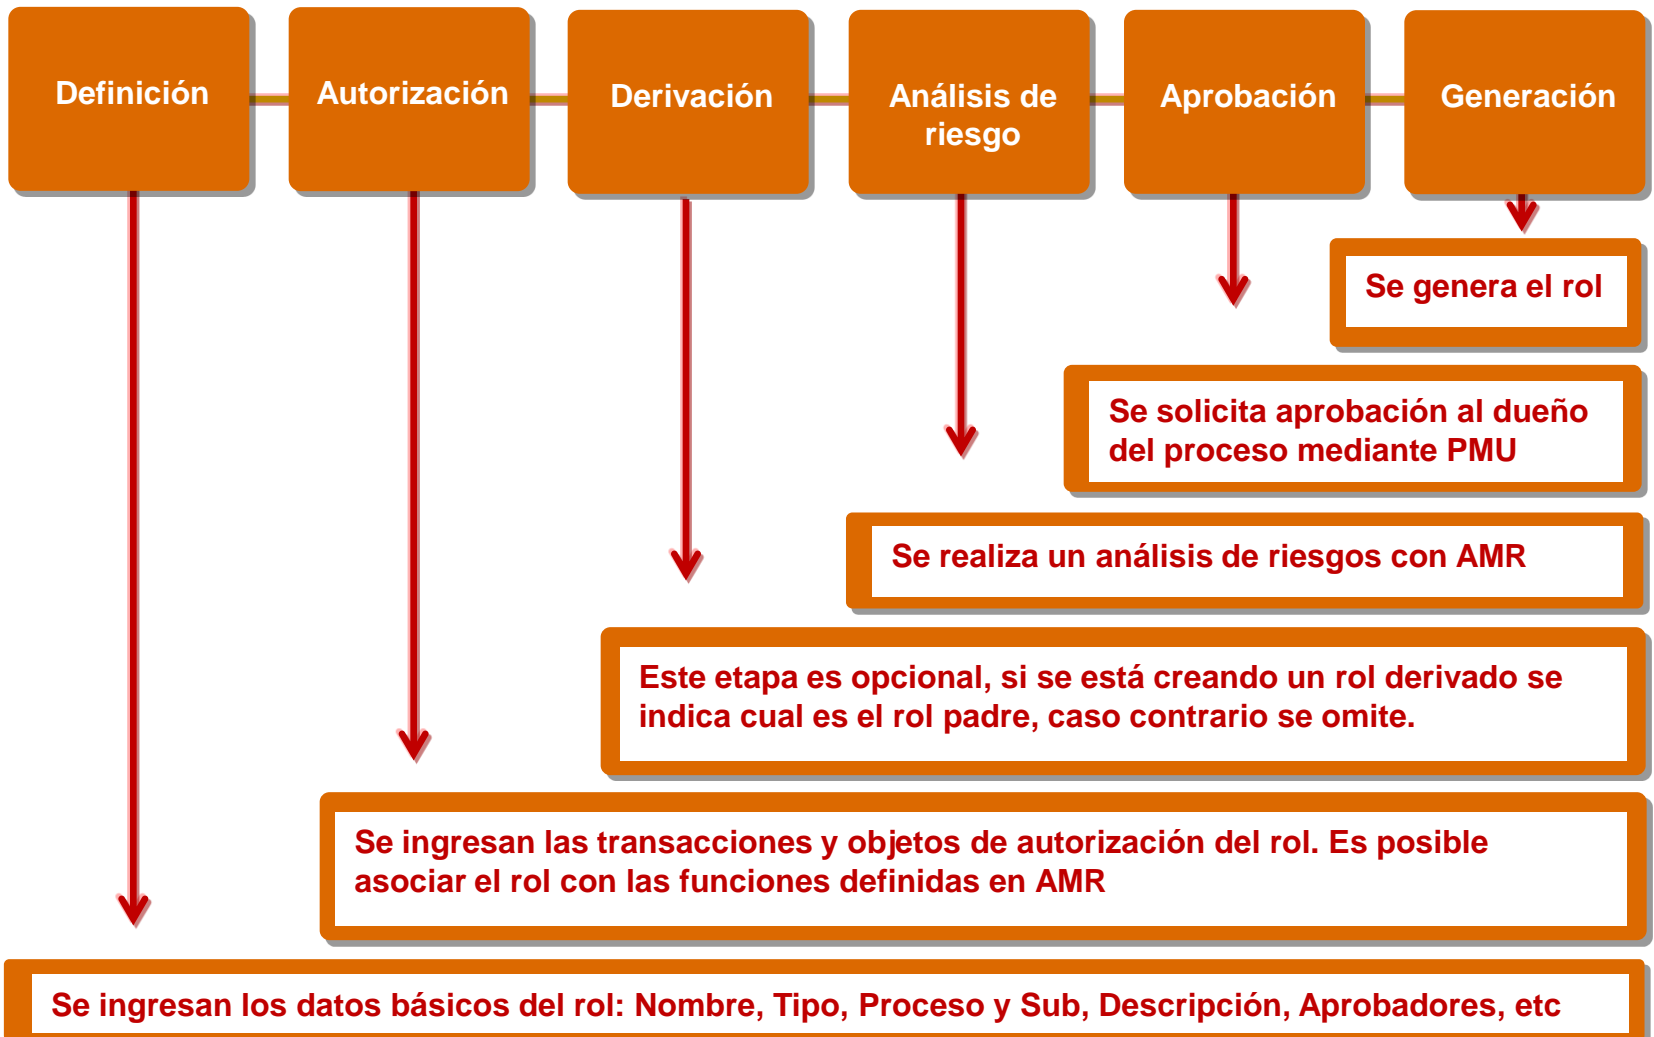 Definición
Autorización
Derivación
Análisis de
riesgo
Aprobación
Generación
Se genera el rol
Se solicita aprobación al dueño
del proceso mediante PMU
Se realiza un análisis de riesgos con AMR
Este etapa es opcional, si se está creando un rol derivado se
indica cual es el rol padre, caso contrario se omite.
Se ingresan las transacciones y objetos de autorización del rol. Es posible
asociar el rol con las funciones definidas en AMR
Se ingresan los datos básicos del rol: Nombre, Tipo, Proceso y Sub, Descripción, Aprobadores, etc